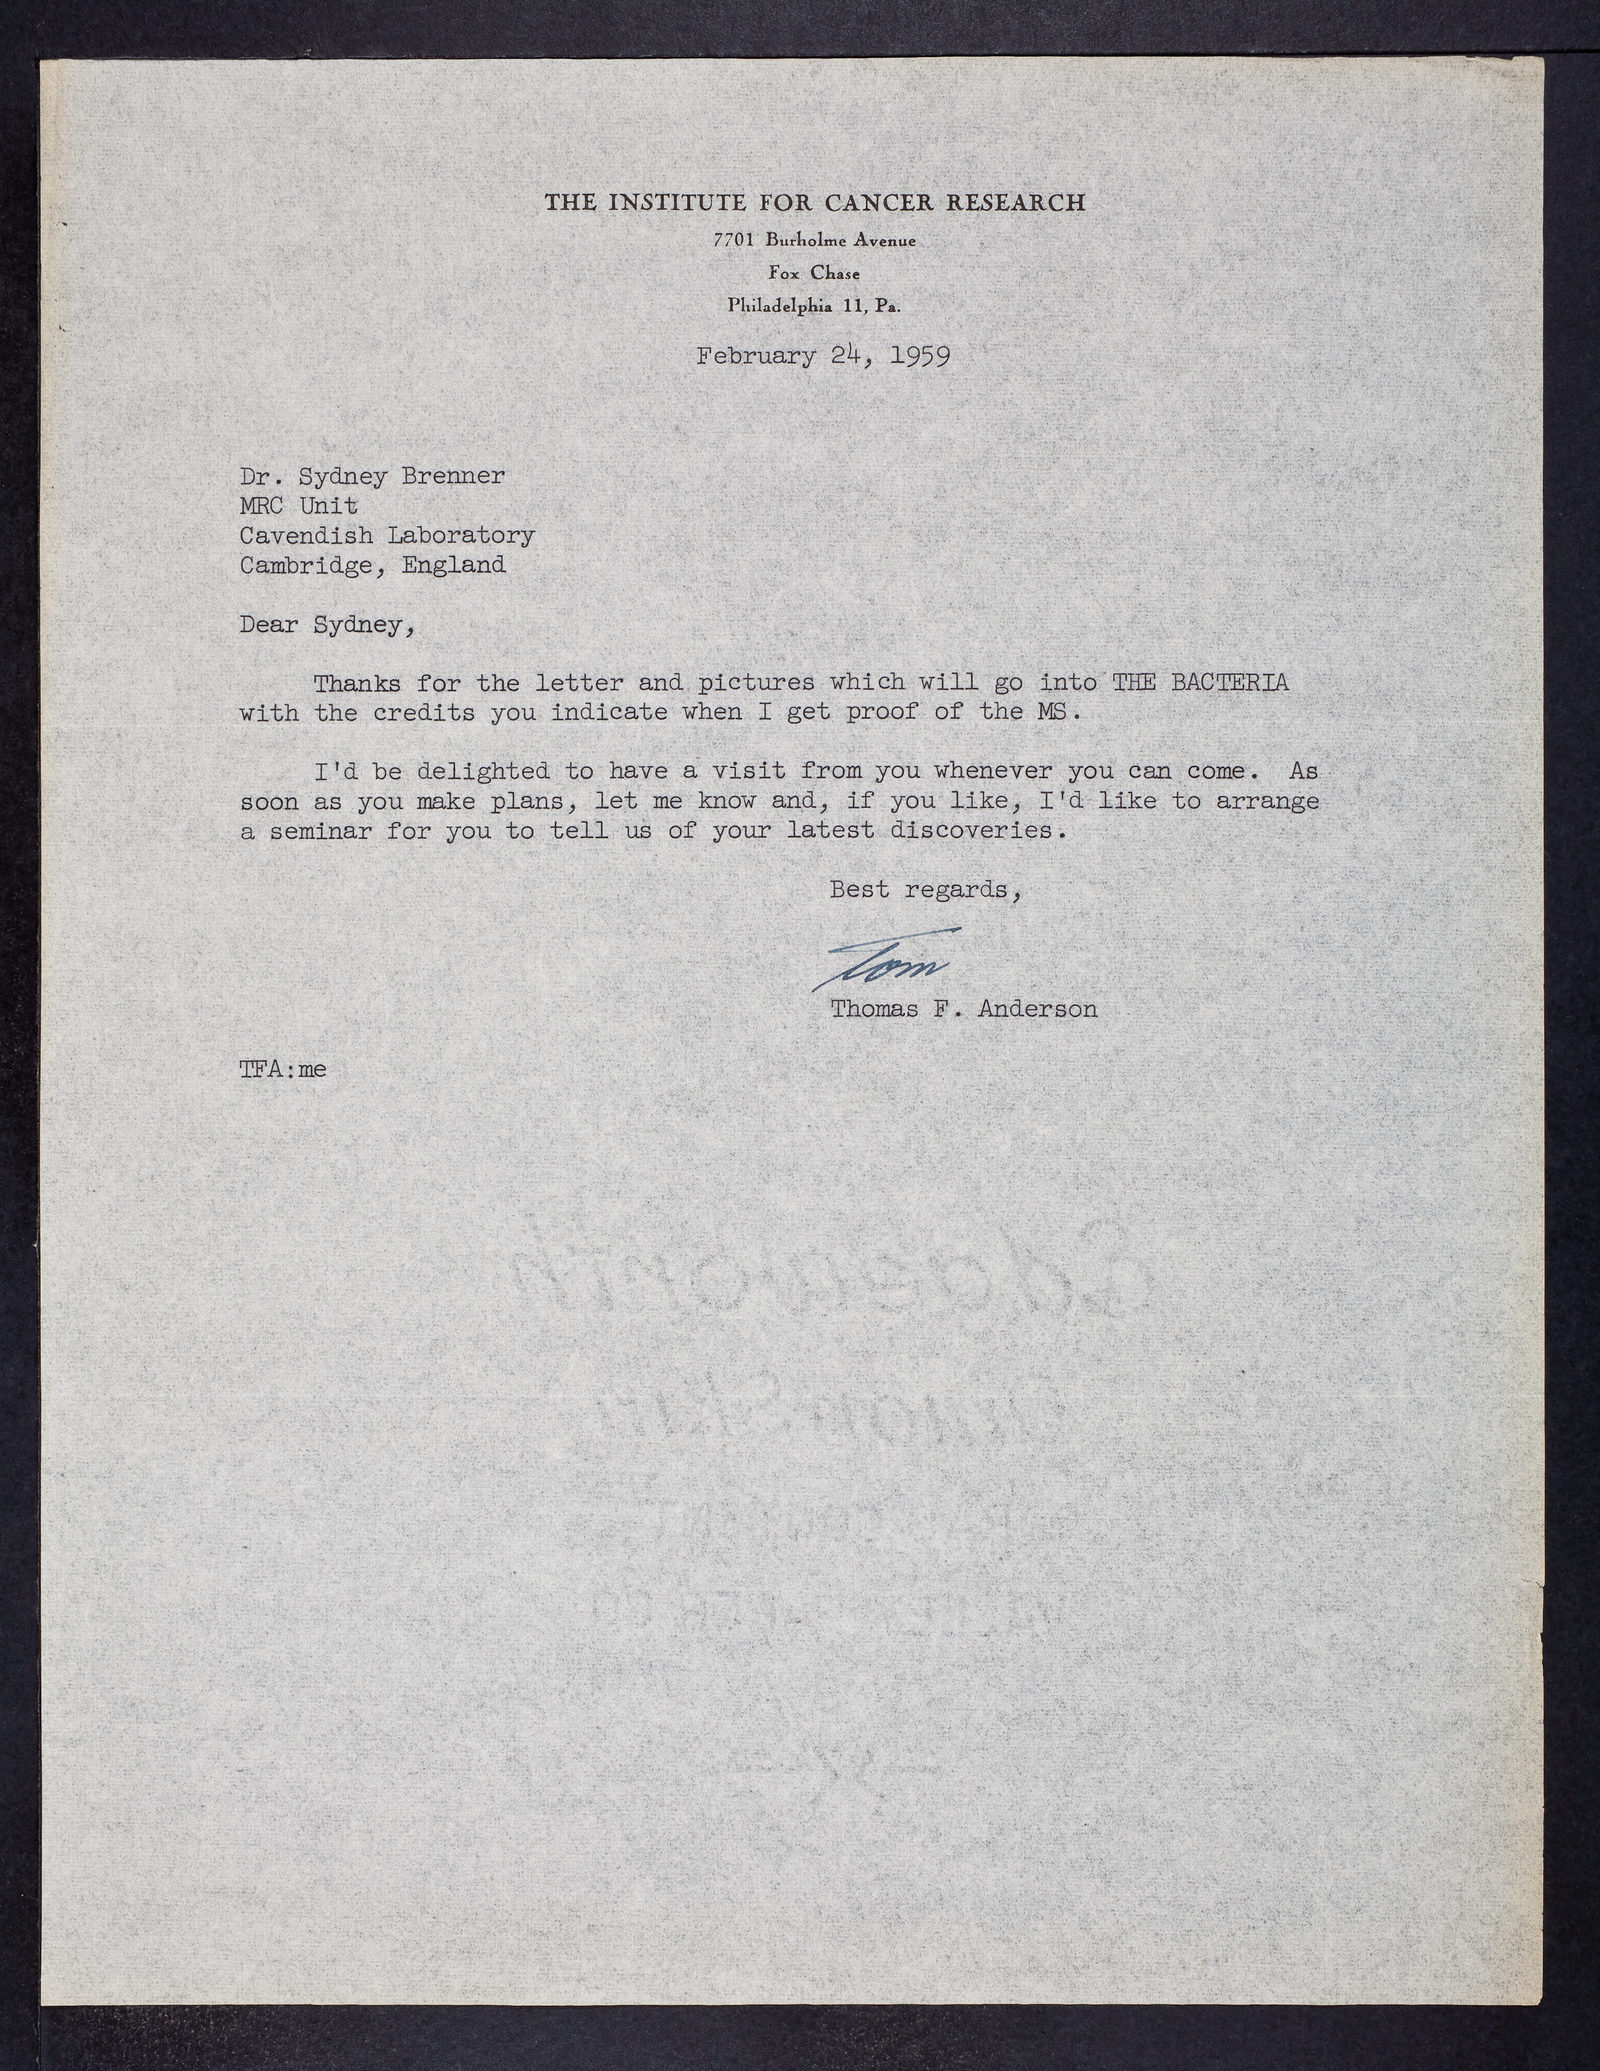 THE INSTITUTE FOR CANCER RESEARCH
7701 Burholme Avenue
Fox Chase
Philadelphia 11, Pa.
February 24, 1959
Dr. Sydney Brenner
MRC Unit
Cavendish Laboratory
Cambridge, England
Dear Sydney,
Thanks for the letter and pictures which will go into THE BACTERIA
with the credits you indicate when I get proof of the MS.
I'd be delighted to have a visit from you whenever you can come. As
soon as you make plans, let me know and, if you like, I'd like to arrange
a seminar for you to tell us of your latest discoveries.
Best regards,
Tom
Thomas F. Anderson
TFA:me